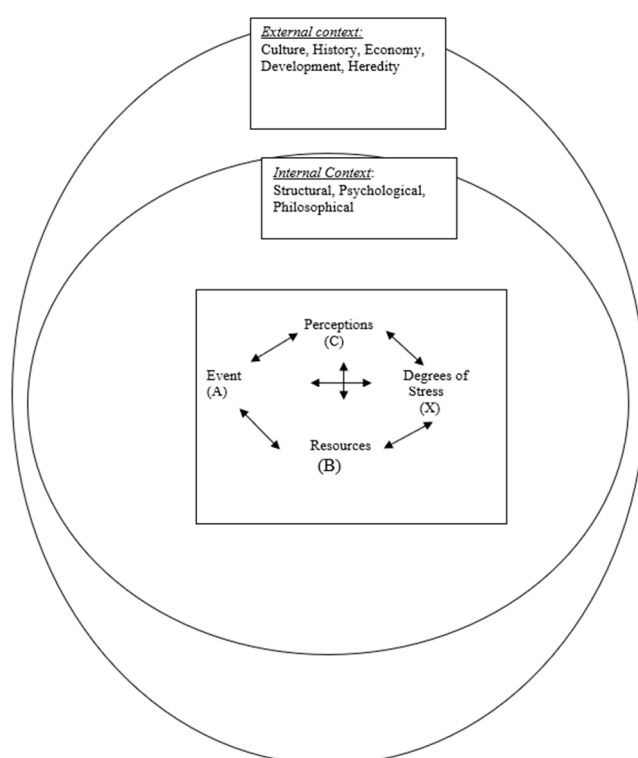 External context:
Culture, History, Economy,
Development, Heredity
Internal Context:
Structural, Psychological,
Philosophical
Perceptions
(C)
Event
(A)
Degrees of
Stress
(X)
Resources
(B)